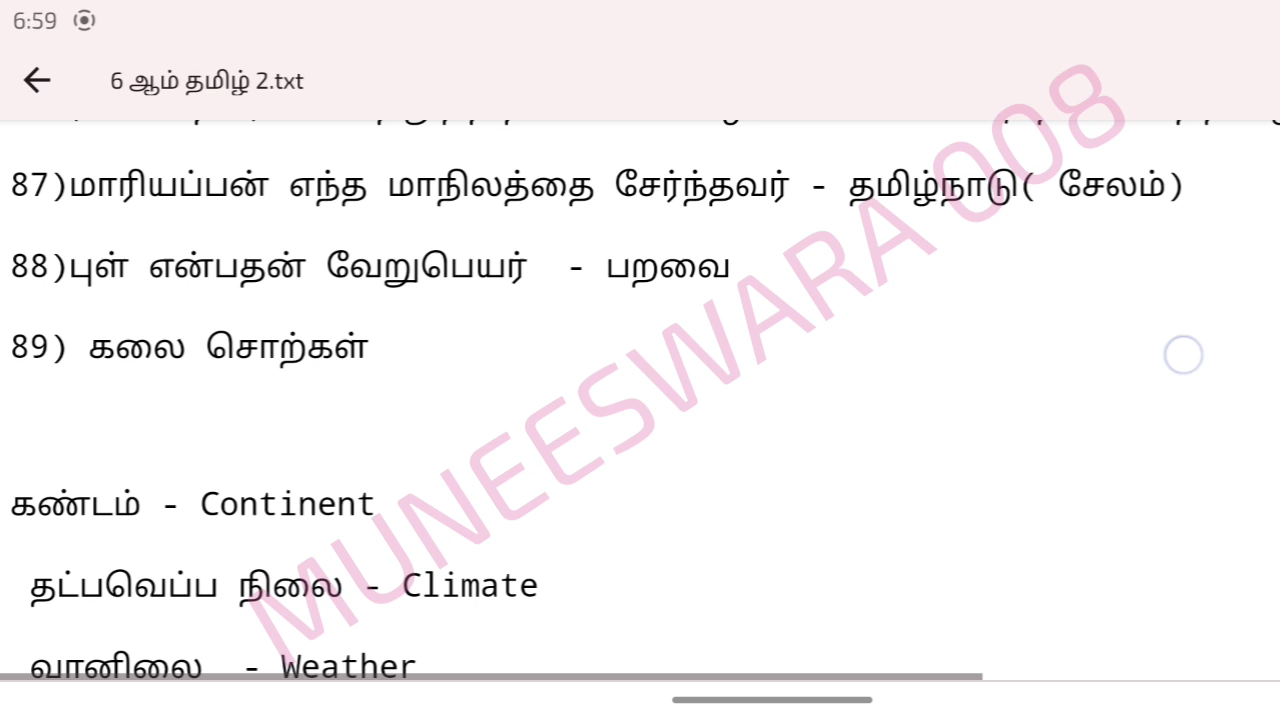 6:59
6 ஆம் தமிழ் 2.txt
87)மாரியப்பன் எந்த மாநிலத்தை சேர்ந்தவர் - தமிழ்நாடு( சேலம்)
88)புள் என்பதன் வேறுபெயர் - பறவை
89) கலை சொற்கள்
கண்டம் - Continent
தட்பவெப்ப நிலை - Climate
வானிலை - Weather
MUNEESWARA 008